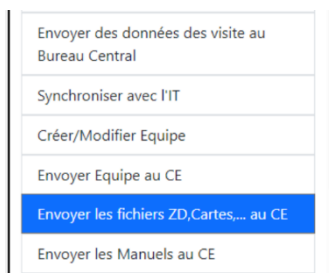 Envoyer des données des visite au
Bureau Central
Synchroniser avec l'IT
Créer/Modifier Equipe
Envoyer Equipe au CE
Envoyer les fichiers ZD,Cartes,... au CE
Envoyer les Manuels au CE